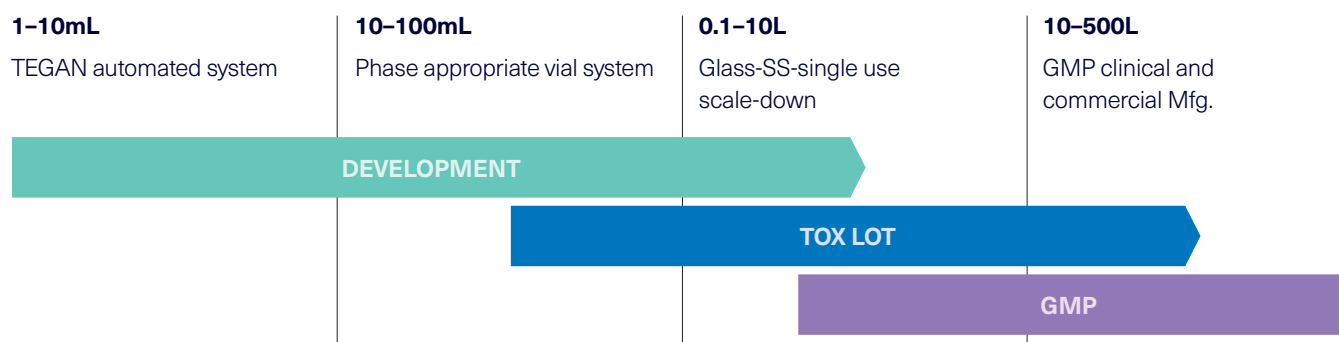 1–10mL
TEGAN automated system
10–100mL
Phase appropriate vial system
0.1–10L
Glass-SS-single use
scale-down
10–500L
GMP clinical and
commercial Mfg.
DEVELOPMENT
TOX LOT
GMP